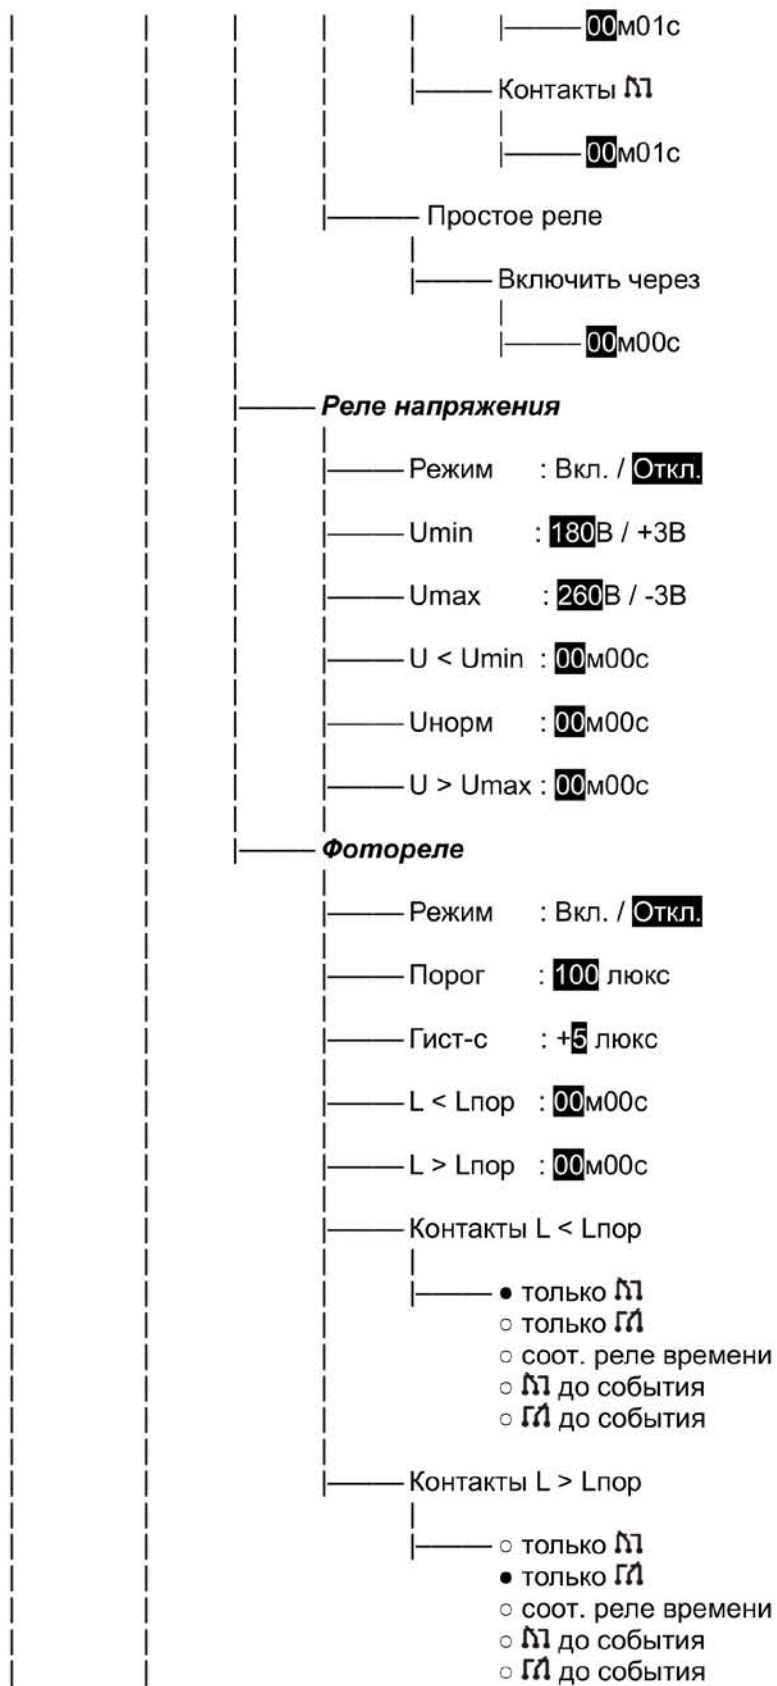 00м01с
Контакты
00м01с
Простое реле
Включить через
00м00с
Реле напряжения
Режим : Вкл. / Откл.
Umin : 180В / +3В
Umax : 260В / -3В
U < Umin : 00м00с
Uнорм : 00м00с
U > Umax : 00м00с
Фотореле
Режим : Вкл. / Откл.
Порог : 100 люкс
Гист-с : +5 люкс
L < Lпор : 00м00с
L > Lпор : 00м00с
Контакты L < Lпор
● только
○ только
○ соот. реле времени
○ до события
○ до события
Контакты L > Lпор
○ только
● только
○ соот. реле времени
○ до события
○ до события